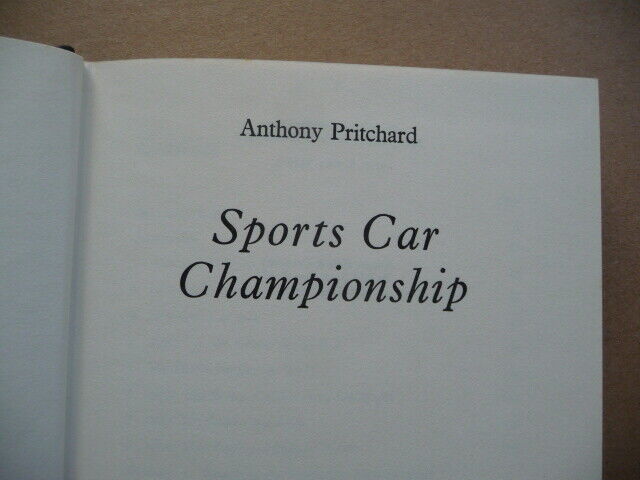 Anthony Pritchard
Sports Car
Championship